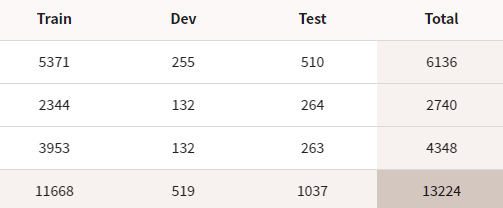 Train Dev Test Total
5371 255 510 6136
2344 132 264 2740
3953 132 263 4348
11668 519 1037 13224